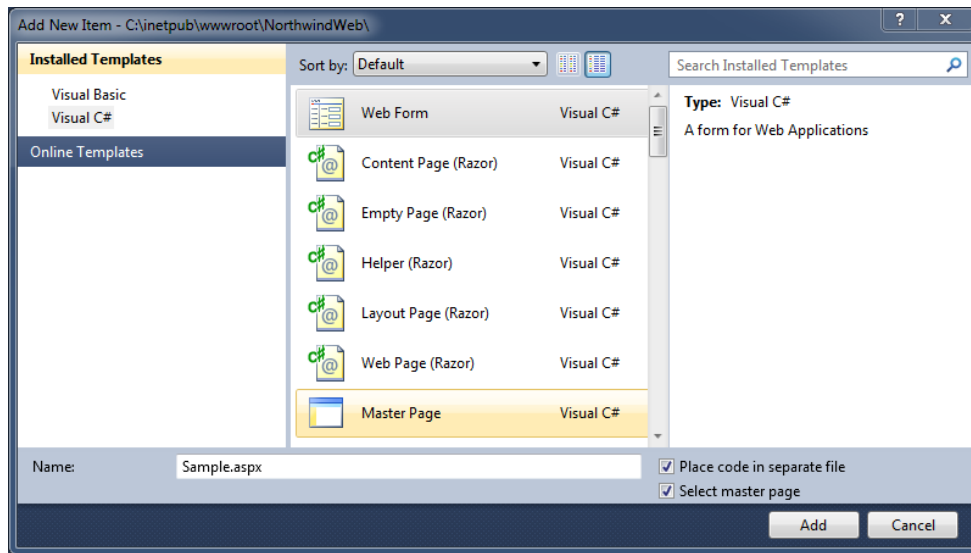 Add New Item - C:\inetpub\wwwroot\NorthwindWeb\
Installed Templates
Visual Basic
Visual C#
Online Templates
Sort by: Default
Search Installed Templates
Web Form Visual C#
Content Page (Razor) Visual C#
Empty Page (Razor) Visual C#
Helper (Razor) Visual C#
Layout Page (Razor) Visual C#
Web Page (Razor) Visual C#
Master Page Visual C#
Type: Visual C#
A form for Web Applications
Name: Sample.aspx
Place code in separate file
Select master page
Add Cancel